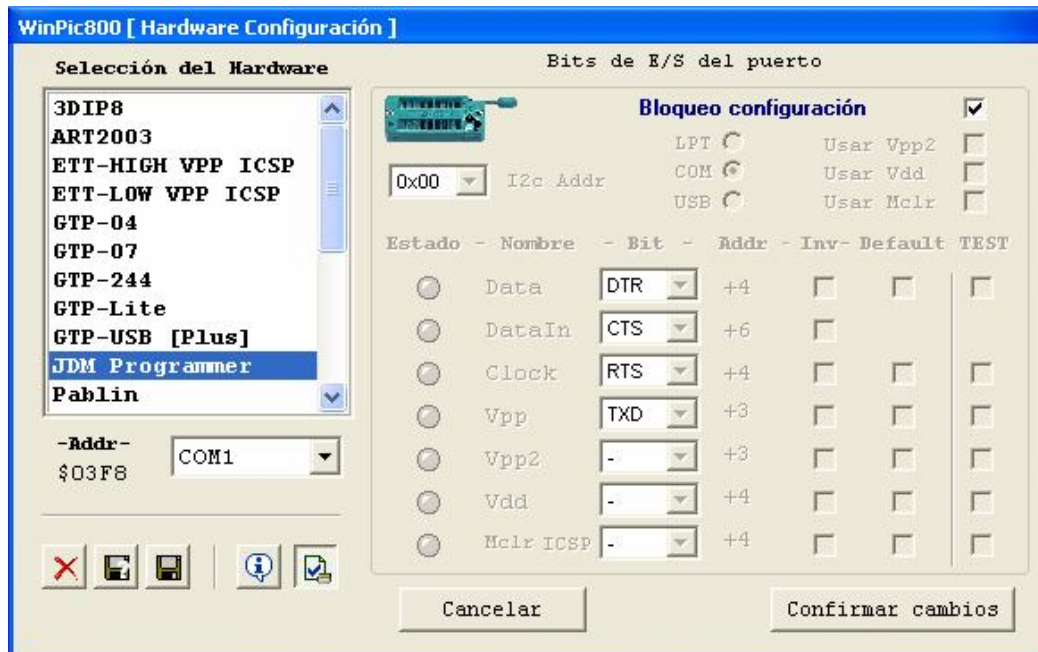 WinPic800 [ Hardware Configuración ]
Selección del Hardware
3DIP8
ART2003
ETT-HIGH VPP ICSP
ETT-LOW VPP ICSP
GTP-04
GTP-07
GTP-244
GTP-Lite
GTP-USB [Plus]
JDM Programmer
Pablin
-Addr-
$03F8
COM1
Bits de E/S del puerto
Bloqueo configuración
0x00 I2c Addr
LPT Usar Vpp2
COM Usar Vdd
USB Usar Mclr
Estado - Nombre - Bit - Addr - Inv- Default TEST
Data DTR +4
DataIn CTS +6
Clock RTS +4
Vpp TXD +3
Vpp2 - +3
Vdd - +4
Mclr ICSP - +4
Cancelar
Confirmar cambios